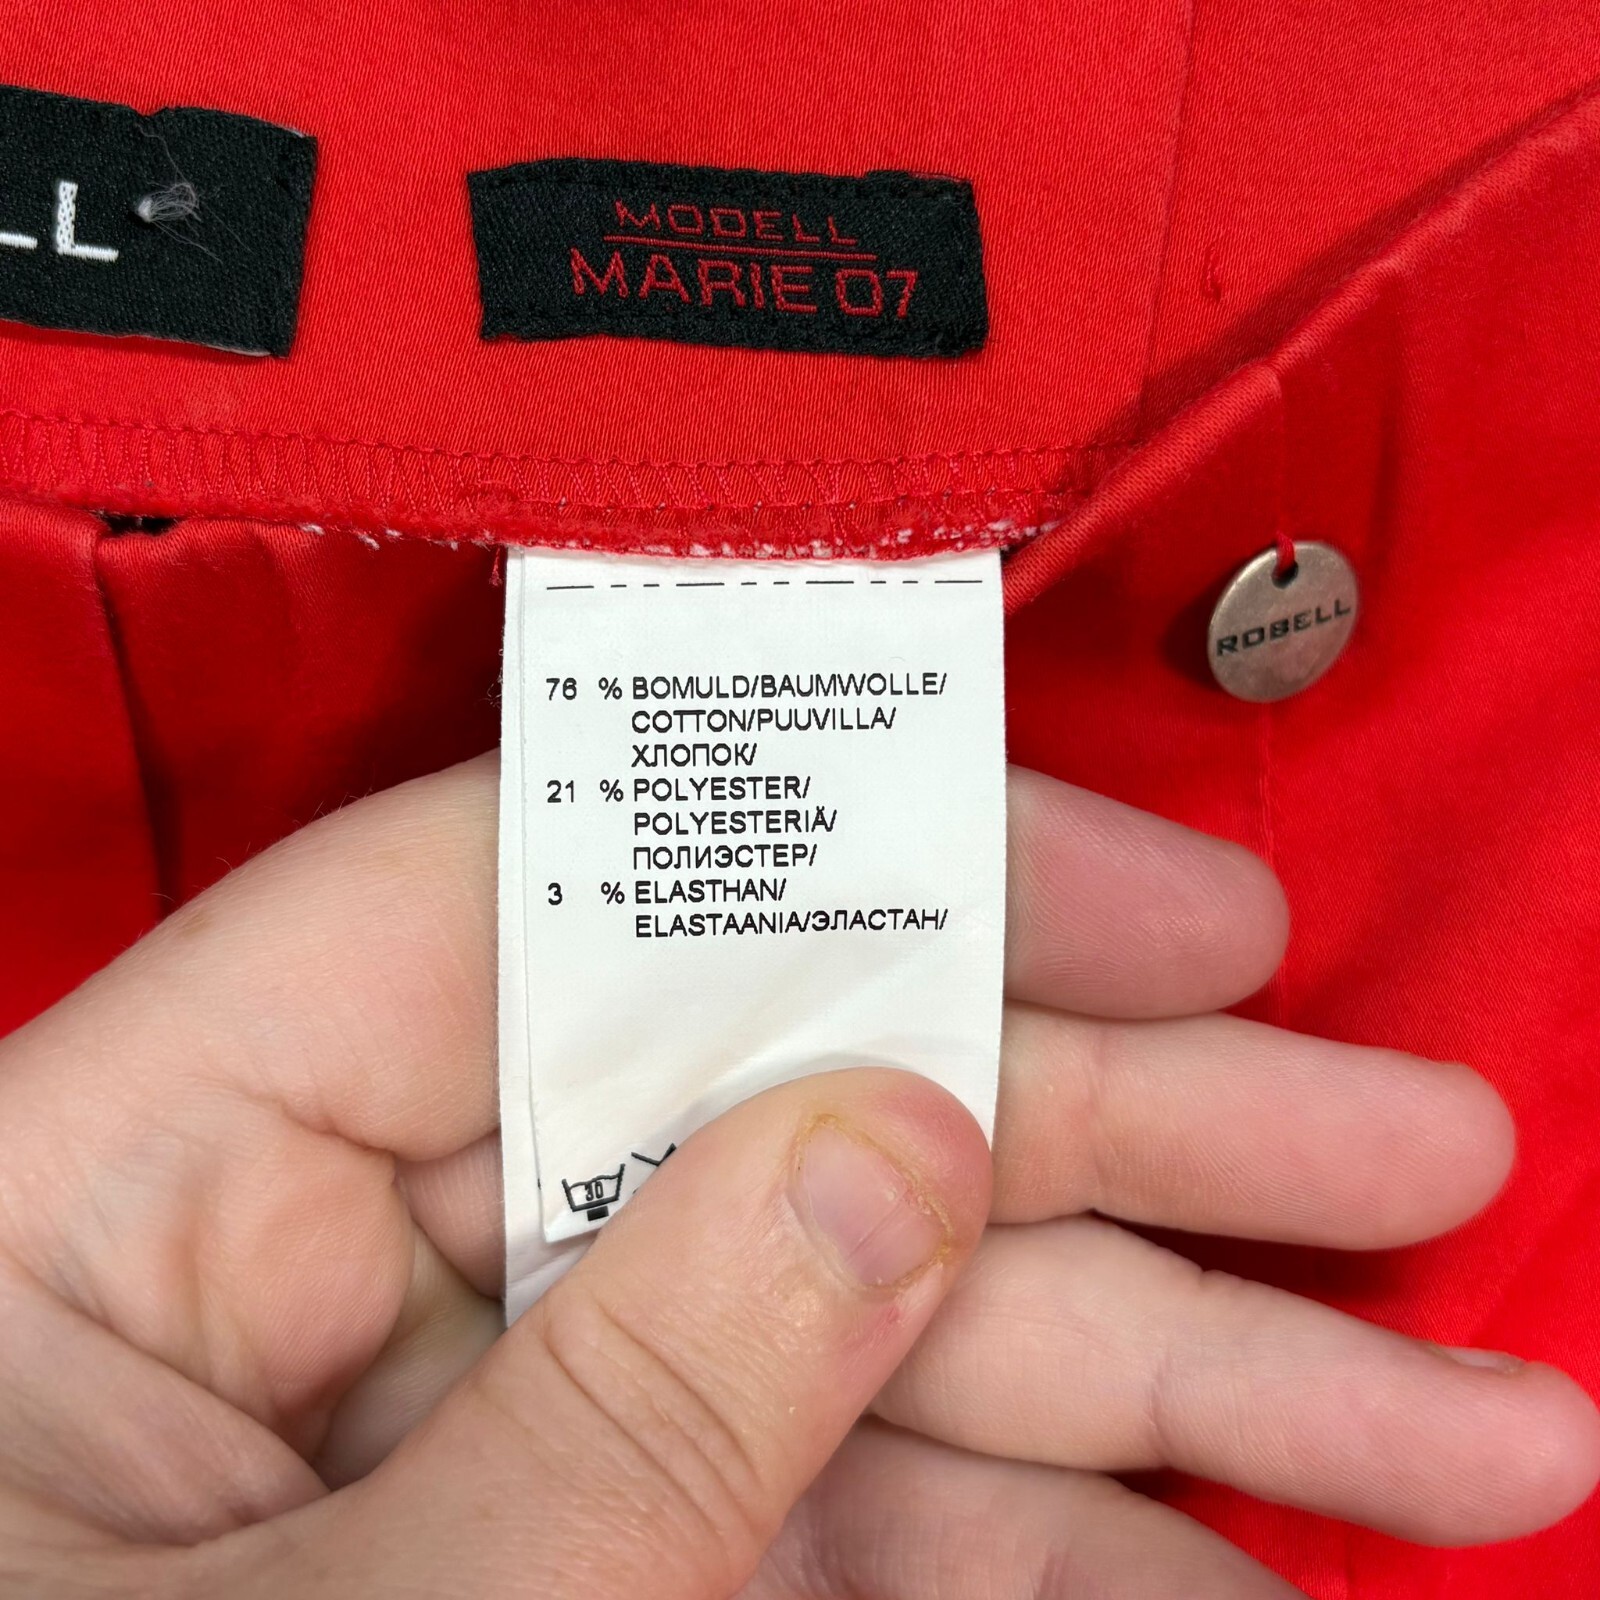 LL
MODELL
MARIE 07
ROBELL
76 % BOMULD/BAUMWOLLE/
COTTON/PUUVILLA/
ХЛОПОК/
21 % POLYESTER/
POLYESTERIÄ/
ПОЛИЭСТЕР/
3 % ELASTHAN/
ELASTAANIA/ЭЛАСТАН/
30